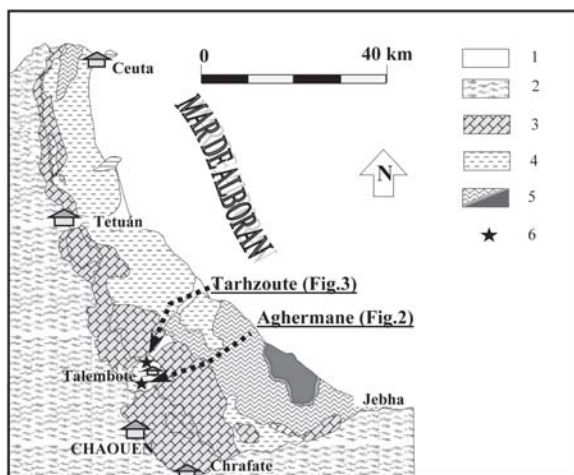 0 40 km
1
2
3
4
5
6
Ceuta
MAR DE ALBORAN
N
Tetuán
Tarhzoute (Fig.3)
Aghermane (Fig.2)
Talembote
Jebha
CHAOUEN
Chrafate